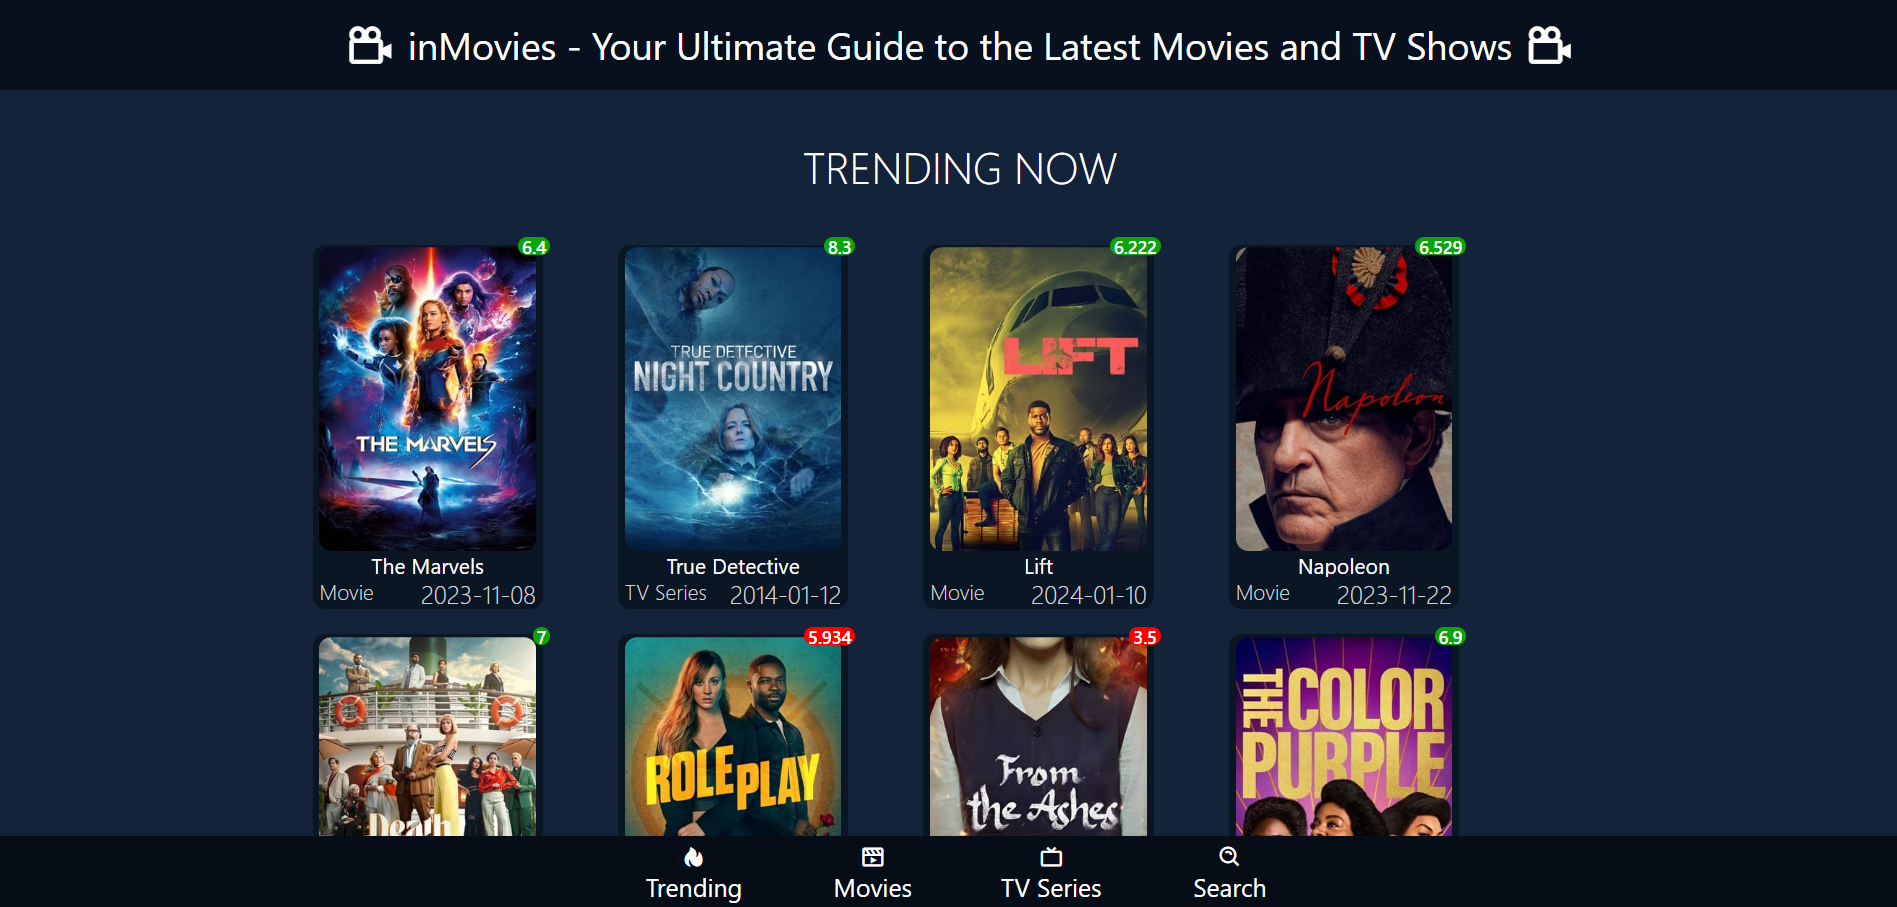 inMovies - Your Ultimate Guide to the Latest Movies and TV Shows
TRENDING NOW
6.4
8.3
6.222
6.529
THE MARVELS
TRUE DETECTIVE
NIGHT COUNTRY
LIFT
Napoleon
The Marvels
True Detective
Lift
Napoleon
Movie 2023-11-08
TV Series 2014-01-12
Movie 2024-01-10
Movie 2023-11-22
7
5.934
3.5
6.9
Death
ROLE PLAY
From
the Ashes
THE
COLOR
PURPLE
Trending
Movies
TV Series
Search